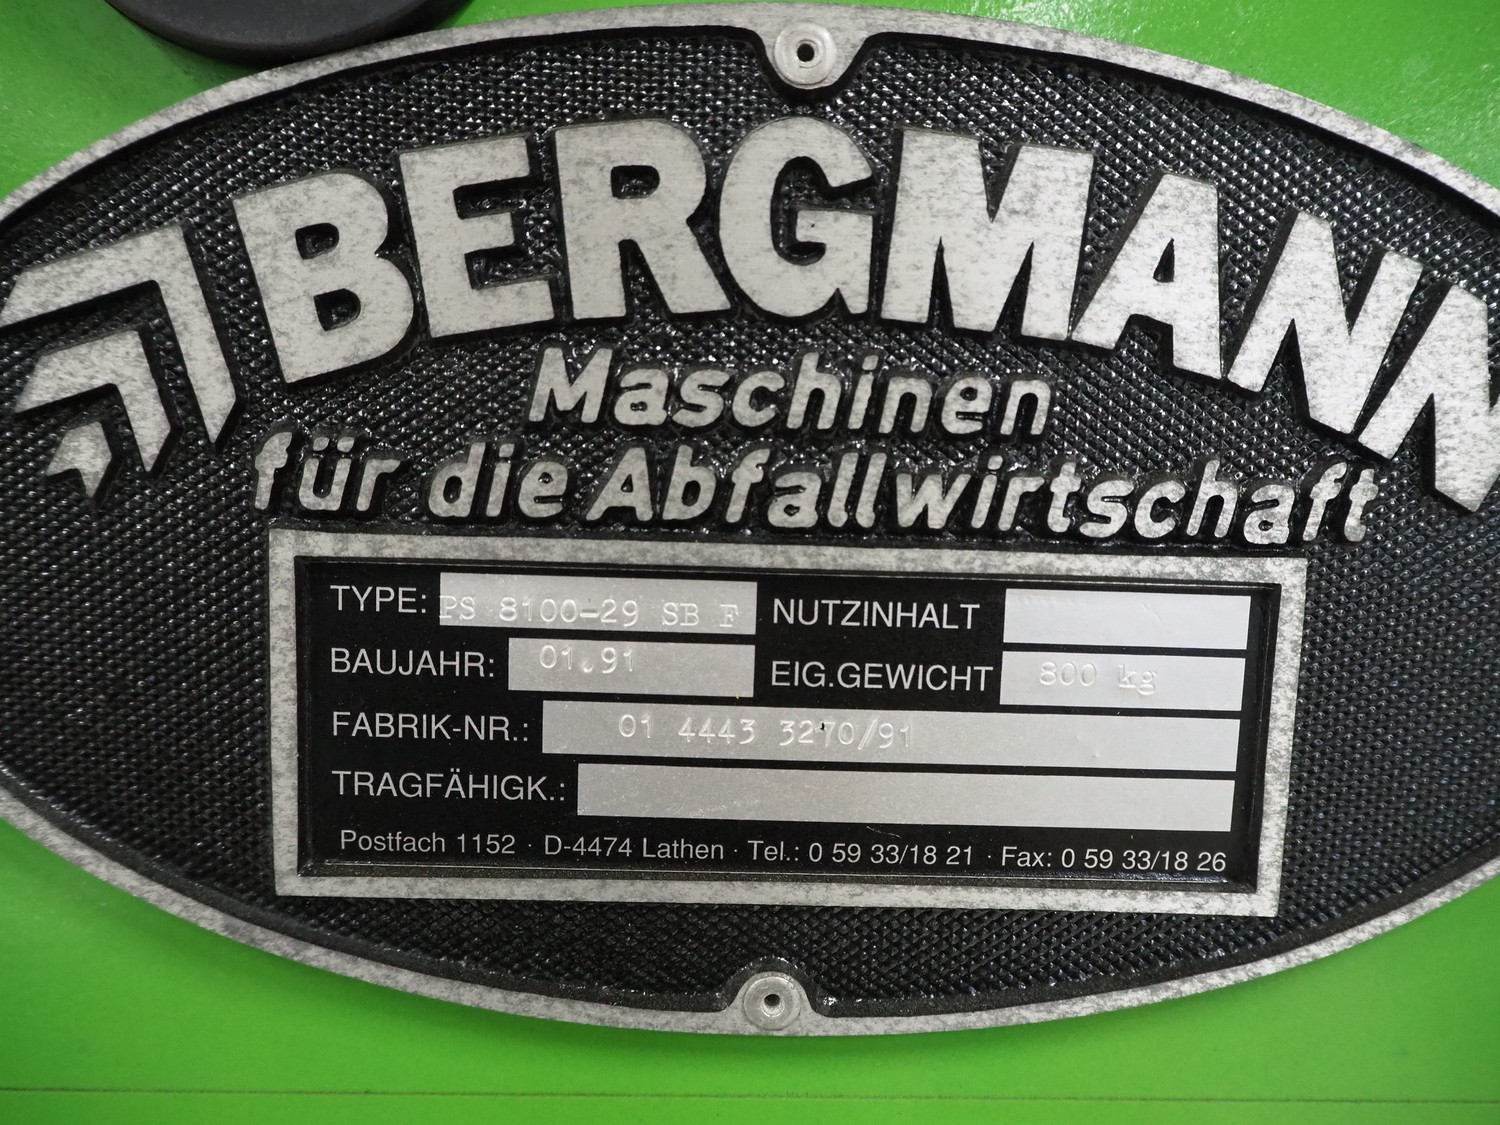 BERGMANN
Maschinen
für die Abfallwirtschaft
TYPE: PS 8100-29 SB F NUTZINHALT
BAUJAHR: 01.91 EIG.GEWICHT 800 kg
FABRIK-NR.: 01 4443 3270/91
TRAGFÄHIGK.:
Postfach 1152 · D-4474 Lathen · Tel.: 0 59 33/18 21 · Fax: 0 59 33/18 26